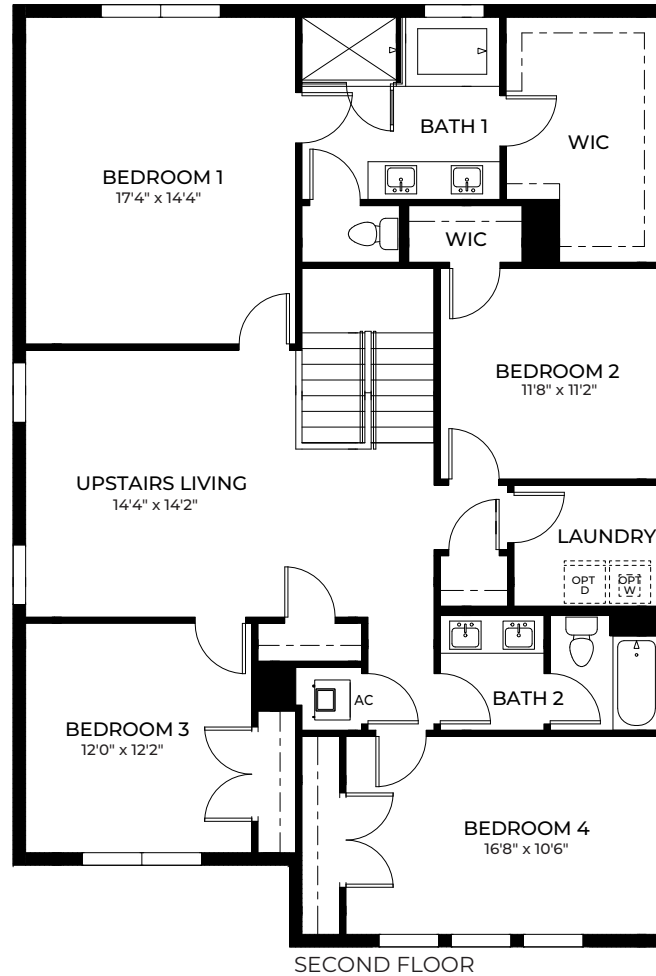 BATH 1
WIC
BEDROOM 1
17'4" x 14'4"
WIC
BEDROOM 2
11'8" x 11'2"
UPSTAIRS LIVING
14'4" x 14'2"
LAUNDRY
OPT
D
OPT
W
BEDROOM 3
12'0" x 12'2"
AC
BATH 2
BEDROOM 4
16'8" x 10'6"
SECOND FLOOR